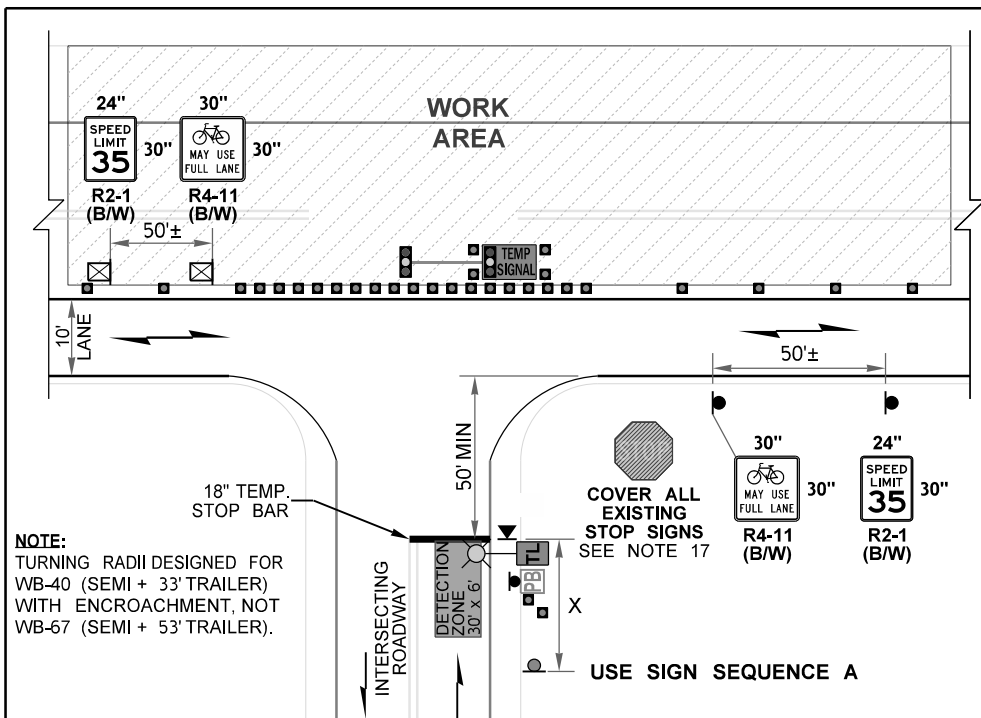 WORK
AREA
24"
SPEED
LIMIT
35
30"
R2-1
(B/W)
30"
MAY USE
FULL LANE
30"
R4-11
(B/W)
50'±
TEMP
SIGNAL
10'
LANE
50'±
50' MIN
STOP
COVER ALL
EXISTING
STOP SIGNS
SEE NOTE 17
30"
MAY USE
FULL LANE
30"
R4-11
(B/W)
24"
SPEED
LIMIT
35
30"
R2-1
(B/W)
18" TEMP.
STOP BAR
NOTE:
TURNING RADII DESIGNED FOR
WB-40 (SEMI + 33' TRAILER)
WITH ENCROACHMENT, NOT
WB-67 (SEMI + 53' TRAILER).
INTERSECTING
ROADWAY
DETECTION
ZONE
30' x 6'
TL
PB
X
USE SIGN SEQUENCE A